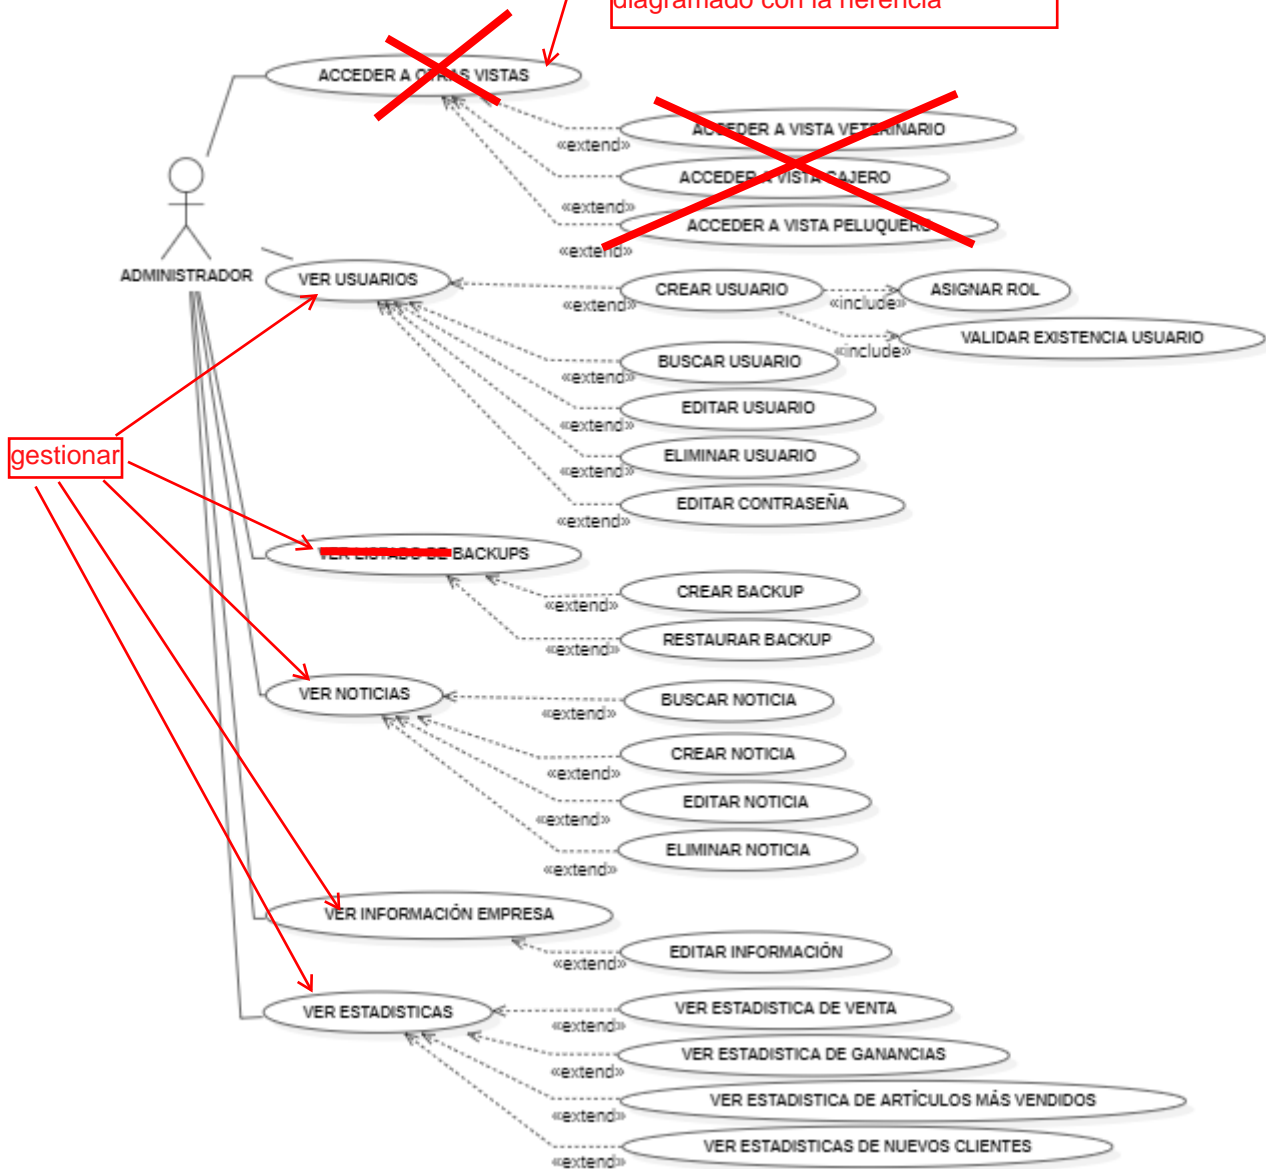 diagramado con la herencia
ACCEDER A OTRAS VISTAS
ACCEDER A VISTA VETERINARIO
«extend»
ACCEDER A VISTA CAJERO
«extend»
ACCEDER A VISTA PELUQUERO
«extend»
ADMINISTRADOR
VER USUARIOS
CREAR USUARIO
«extend»
ASIGNAR ROL
«include»
VALIDAR EXISTENCIA USUARIO
«include»
BUSCAR USUARIO
«extend»
EDITAR USUARIO
«extend»
gestionar
ELIMINAR USUARIO
«extend»
EDITAR CONTRASEÑA
«extend»
VER LISTADO DE BACKUPS
CREAR BACKUP
«extend»
RESTAURAR BACKUP
«extend»
VER NOTICIAS
BUSCAR NOTICIA
«extend»
CREAR NOTICIA
«extend»
EDITAR NOTICIA
«extend»
ELIMINAR NOTICIA
«extend»
VER INFORMACIÓN EMPRESA
EDITAR INFORMACIÓN
«extend»
VER ESTADISTICAS
VER ESTADISTICA DE VENTA
«extend»
VER ESTADISTICA DE GANANCIAS
«extend»
VER ESTADISTICA DE ARTÍCULOS MÁS VENDIDOS
«extend»
VER ESTADISTICAS DE NUEVOS CLIENTES
«extend»